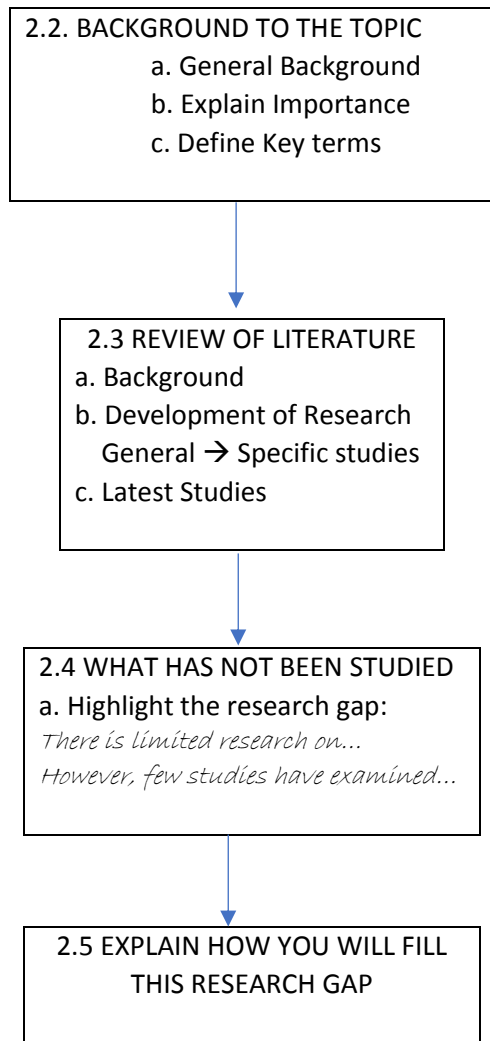 2.2. BACKGROUND TO THE TOPIC
a. General Background
b. Explain Importance
c. Define Key terms
2.3 REVIEW OF LITERATURE
a. Background
b. Development of Research
General → Specific studies
c. Latest Studies
2.4 WHAT HAS NOT BEEN STUDIED
a. Highlight the research gap:
There is limited research on...
However, few studies have examined...
2.5 EXPLAIN HOW YOU WILL FILL
THIS RESEARCH GAP